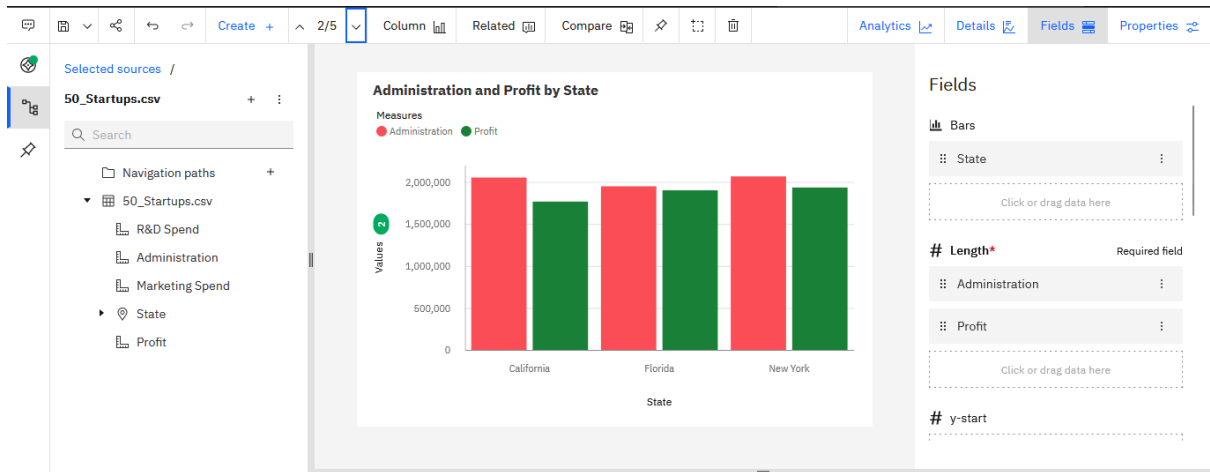 Create +
2/5
Column
Related
Compare
Analytics
Details
Fields
Properties
Selected sources /
50_Startups.csv
Search
Navigation paths
50_Startups.csv
R&D Spend
Administration
Marketing Spend
State
Profit
Administration and Profit by State
Measures
Administration Profit
2,000,000
1,500,000
1,000,000
500,000
0
Values 2
California Florida New York
State
Fields
Bars
State
Click or drag data here
# Length* Required field
Administration
Profit
Click or drag data here
# y-start